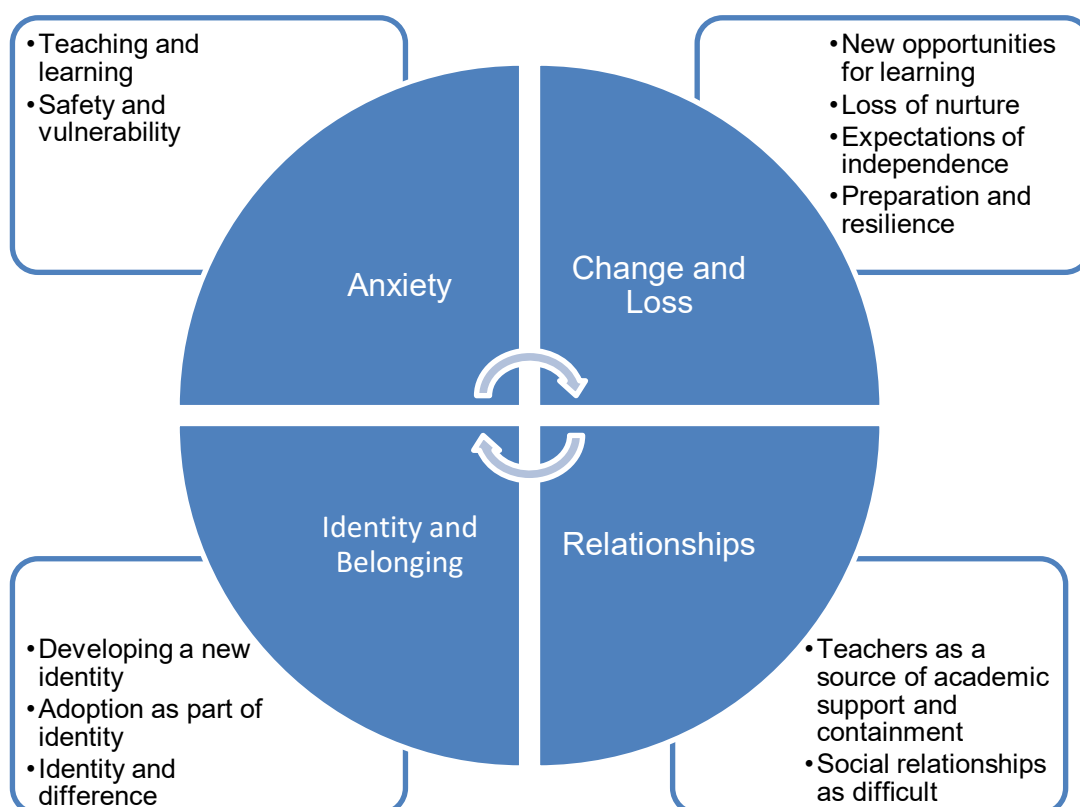 •Teaching and
learning
•Safety and
vulnerability
•New opportunities
for learning
•Loss of nurture
•Expectations of
independence
•Preparation and
resilience
Anxiety
Change and
Loss
Identity and
Belonging
Relationships
•Developing a new
identity
•Adoption as part of
identity
•Identity and
difference
•Teachers as a
source of academic
support and
containment
•Social relationships
as difficult